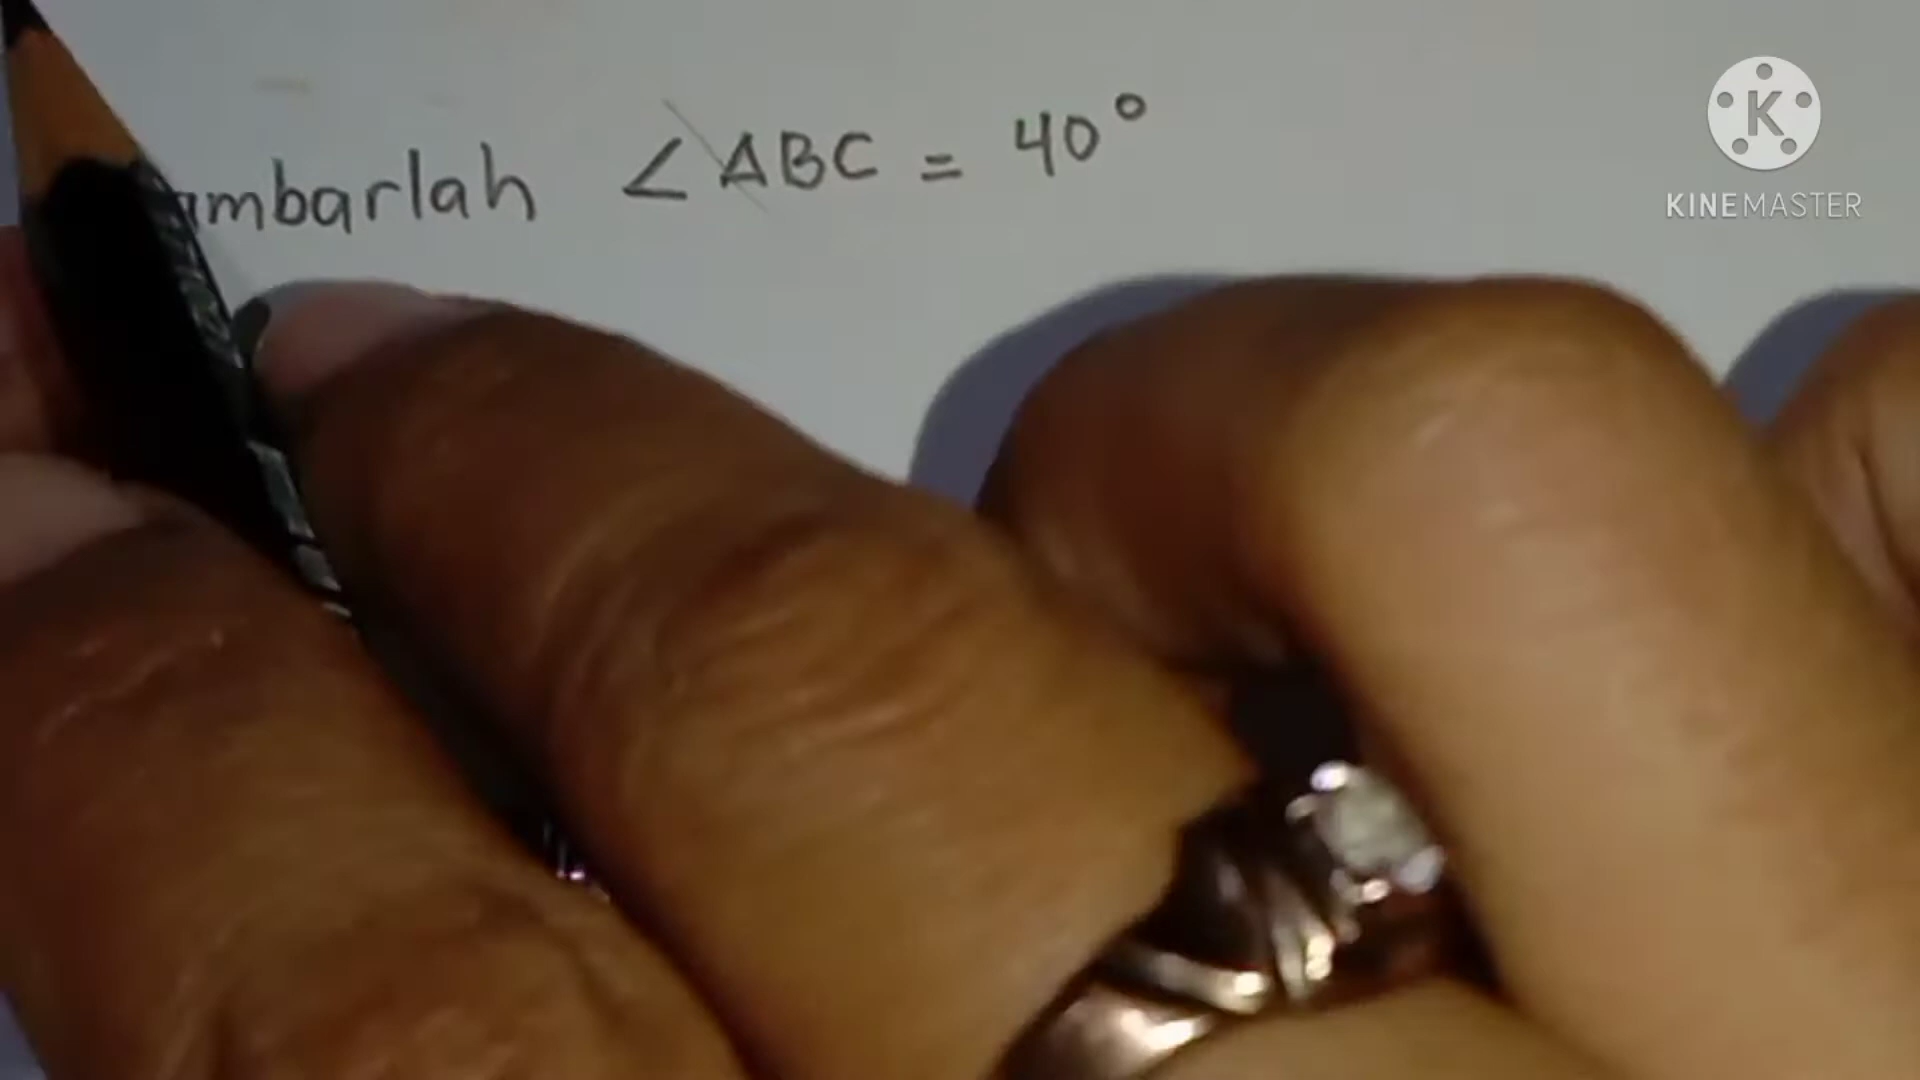 ambarlah ∠ABC = 40°
K
KINEMASTER